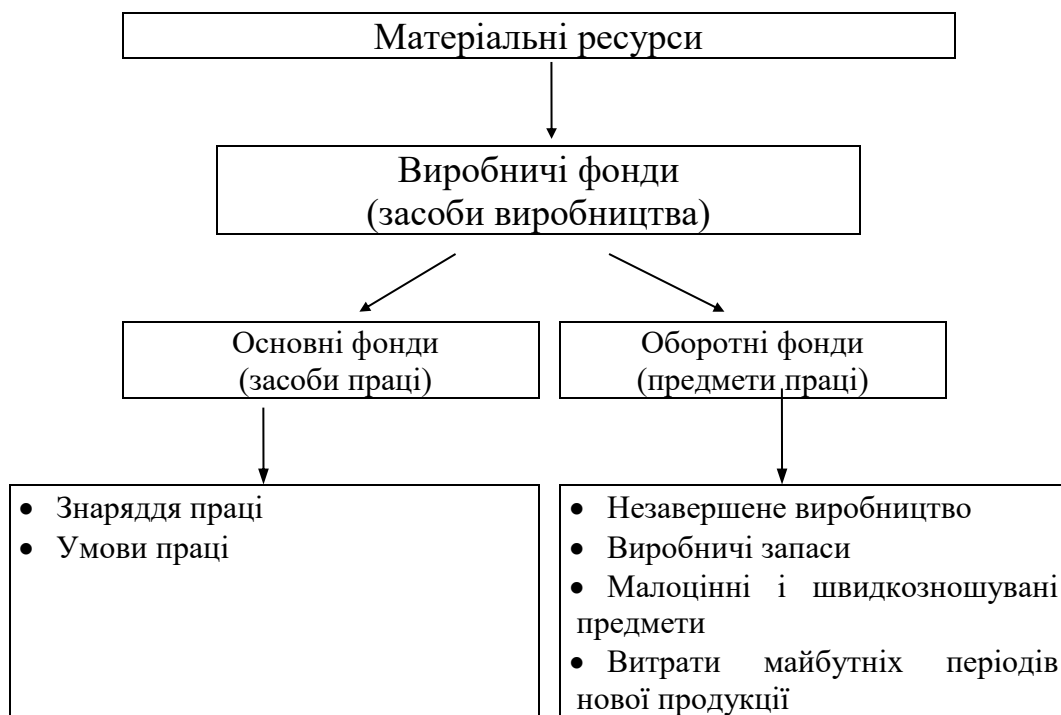 Матеріальні ресурси
Виробничі фонди
(засоби виробництва)
Основні фонди
(засоби праці)
Оборотні фонди
(предмети праці)
• Знаряддя праці
• Умови праці
• Незавершене виробництво
• Виробничі запаси
• Малоцінні і швидкозношувані
предмети
• Витрати майбутніх періодів
нової продукції